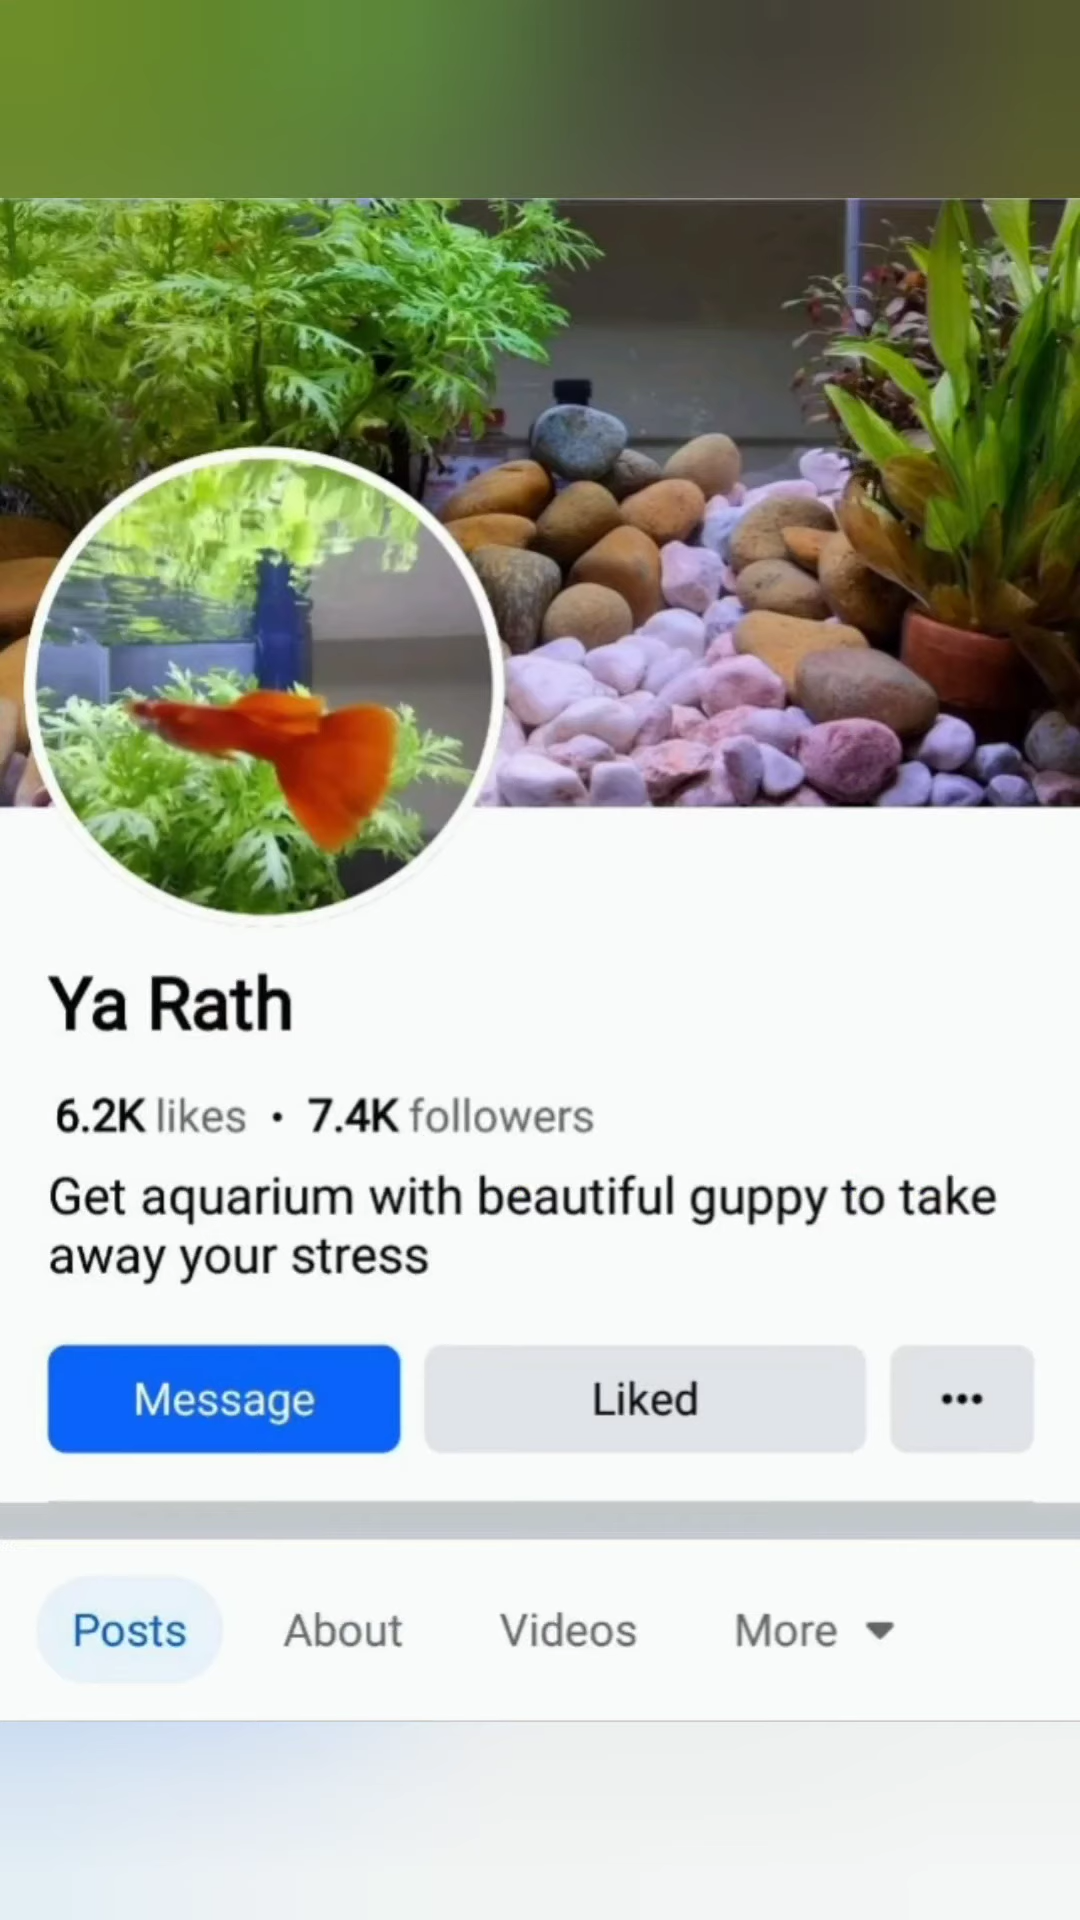 Ya Rath
6.2K likes • 7.4K followers
Get aquarium with beautiful guppy to take
away your stress
Message
Liked
Posts
About
Videos
More